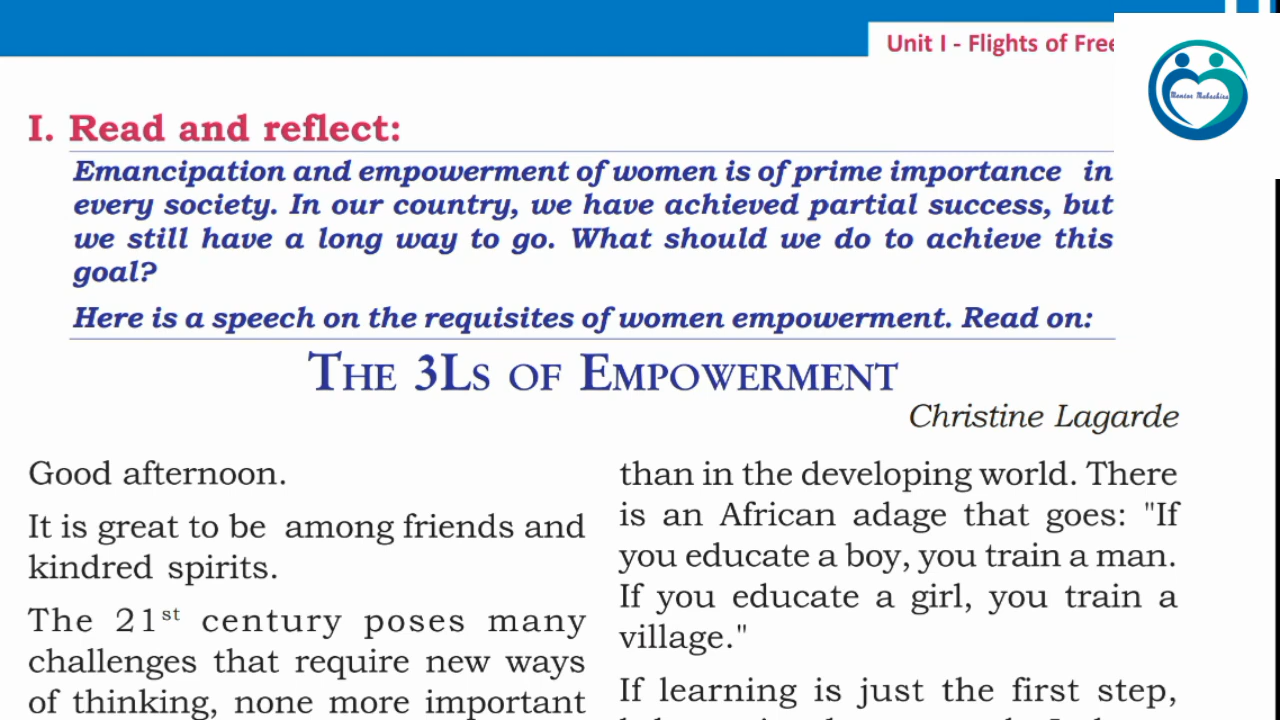 Unit I - Flights of Free
Mentor Mubashira
I. Read and reflect:
Emancipation and empowerment of women is of prime importance in
every society. In our country, we have achieved partial success, but
we still have a long way to go. What should we do to achieve this
goal?
Here is a speech on the requisites of women empowerment. Read on:
THE 3LS OF EMPOWERMENT
Christine Lagarde
Good afternoon.
It is great to be among friends and
kindred spirits.
The 21st century poses many
challenges that require new ways
of thinking, none more important
than in the developing world. There
is an African adage that goes: "If
you educate a boy, you train a man.
If you educate a girl, you train a
village."
If learning is just the first step,